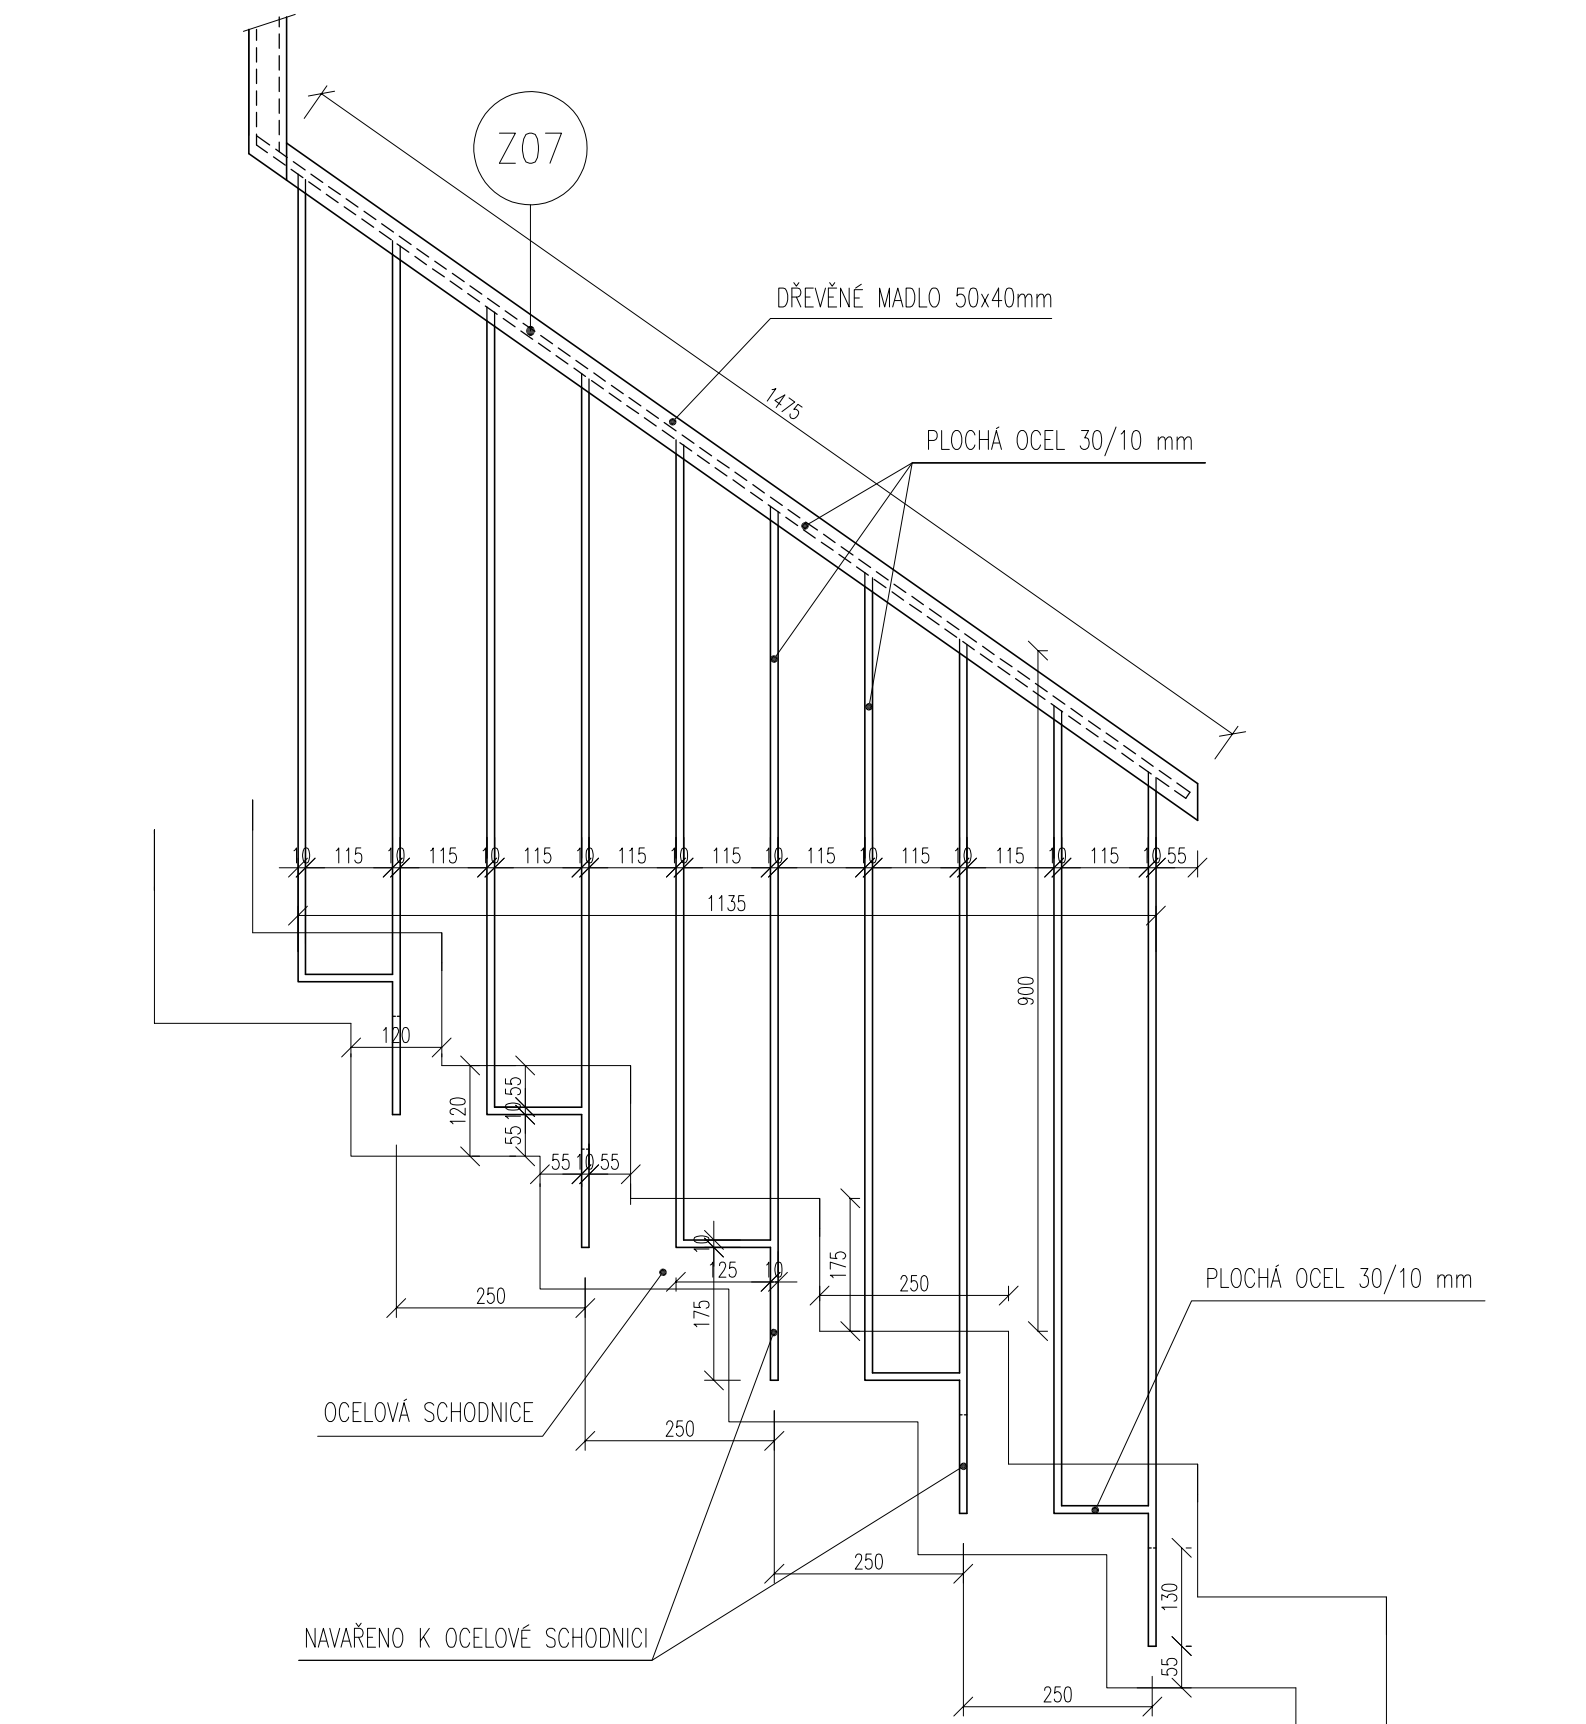 Z07
DŘEVĚNÉ MADLO 50x40mm
1475
PLOCHÁ OCEL 30/10 mm
10 115 10 115 10 115 10 115 10 115 10 115 10 115 10 115 10 115 10 55
1135
900
120
120
55
10
55
55 10 55
10
125 10
175
175
250
250
PLOCHÁ OCEL 30/10 mm
OCELOVÁ SCHODNICE
250
250
130
NAVAŘENO K OCELOVÉ SCHODNICI
55
250